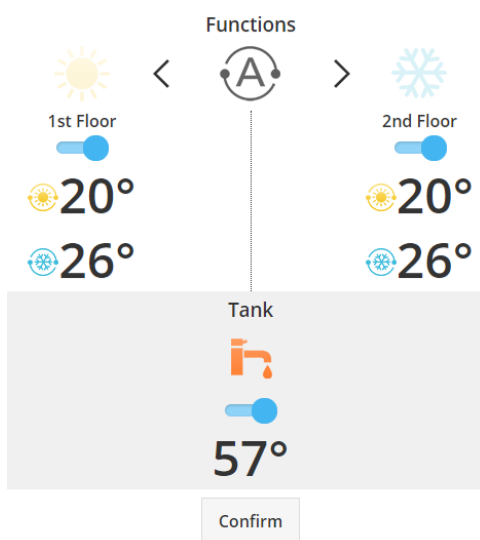 Functions
A
1st Floor
2nd Floor
20°
20°
26°
26°
Tank
57°
Confirm